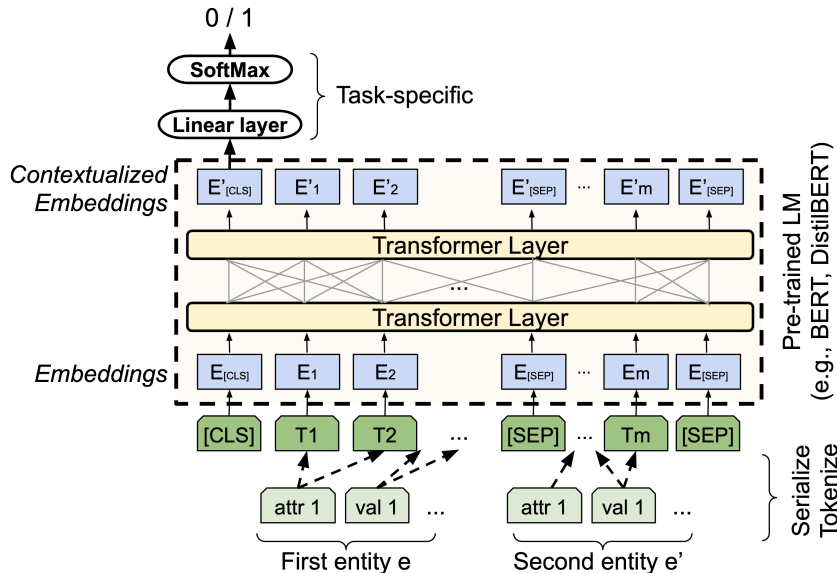 0 / 1
SoftMax
Linear layer
Task-specific
Contextualized
Embeddings
E'[CLS] E'1 E'2 E'[SEP] ... E'm E'[SEP]
Transformer Layer
...
Transformer Layer
Embeddings
E[CLS] E1 E2 E[SEP] ... Em E[SEP]
Pre-trained LM
(e.g., BERT, DistilBERT)
[CLS] T1 T2 ... [SEP] ... Tm [SEP]
attr 1 val 1 ... attr 1 val 1 ...
Serialize
Tokenize
First entity e Second entity e'